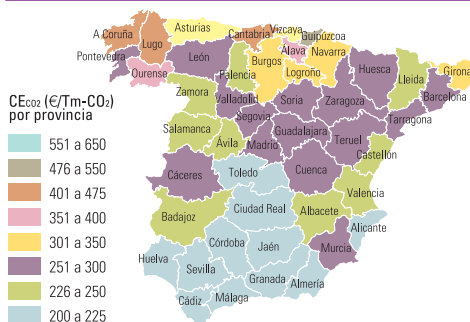 A Coruña
Lugo
Asturias
Cantabria
Vizcaya
Guipúzcoa
Pontevedra
Ourense
León
Palencia
Burgos
Álava
Navarra
Logroño
Huesca
Lleida
Girona
Barcelona
Zamora
Valladolid
Soria
Zaragoza
Tarragona
Segovia
Salamanca
Ávila
Madrid
Guadalajara
Teruel
Castellón
Cáceres
Toledo
Cuenca
Valencia
Badajoz
Ciudad Real
Albacete
Alicante
Murcia
Huelva
Sevilla
Córdoba
Jaén
Granada
Almería
Cádiz
Málaga
CEco2 (€/Tm-CO2)
por provincia
551 a 650
476 a 550
401 a 475
351 a 400
301 a 350
251 a 300
226 a 250
200 a 225